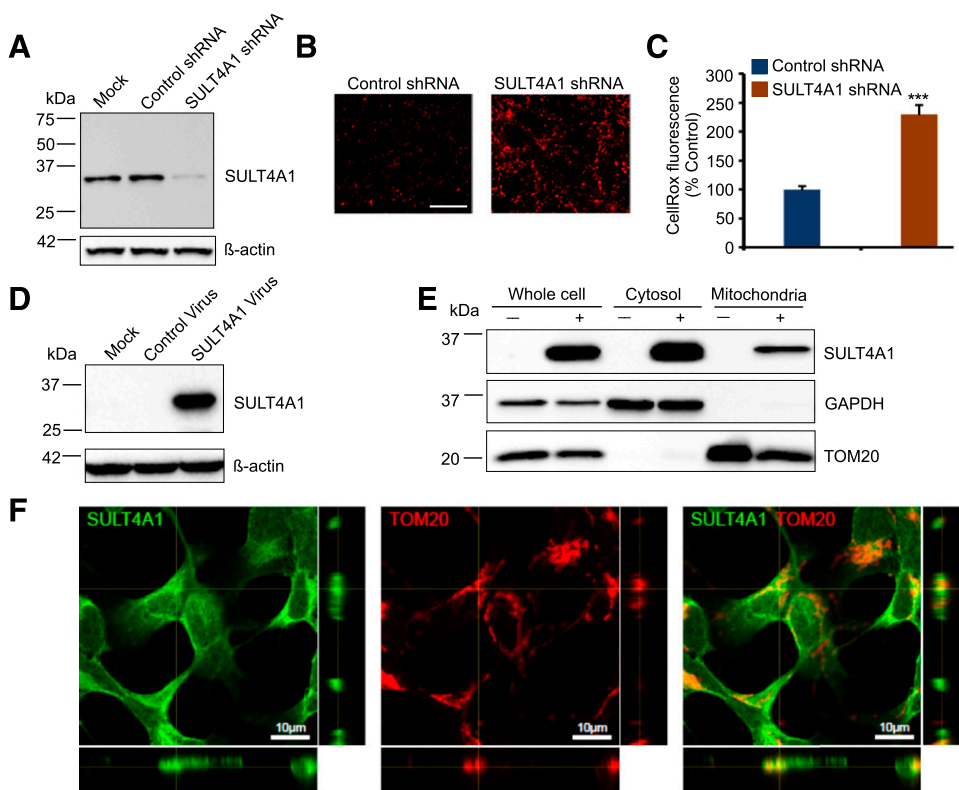 A
Mock
Control shRNA
SULT4A1 shRNA
kDa
75
50
37
25
42
SULT4A1
ß-actin
B
Control shRNA
SULT4A1 shRNA
C
Control shRNA
SULT4A1 shRNA
CellRox fluorescence
(% Control)
300
250
200
150
100
50
0
***
D
Mock
Control Virus
SULT4A1 Virus
kDa
37
25
42
SULT4A1
ß-actin
E
Whole cell Cytosol Mitochondria
kDa
– + – + – +
37
37
20
SULT4A1
GAPDH
TOM20
F
SULT4A1
10µm
TOM20
10µm
SULT4A1 TOM20
10µm